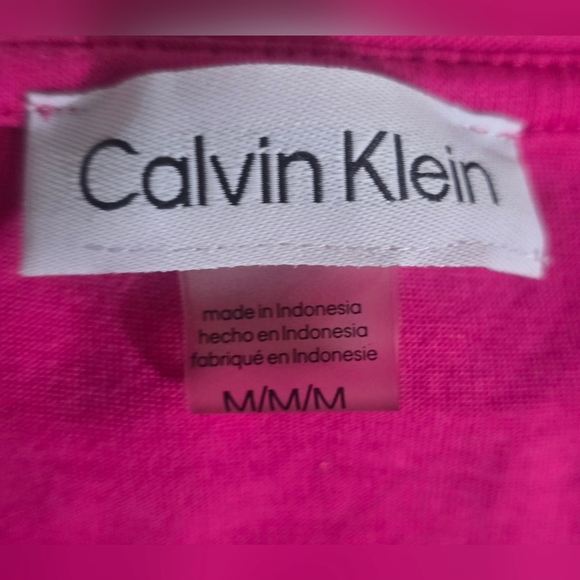 Calvin Klein
made in Indonesia
hecho en Indonesia
fabriqué en Indonesie
M/M/M